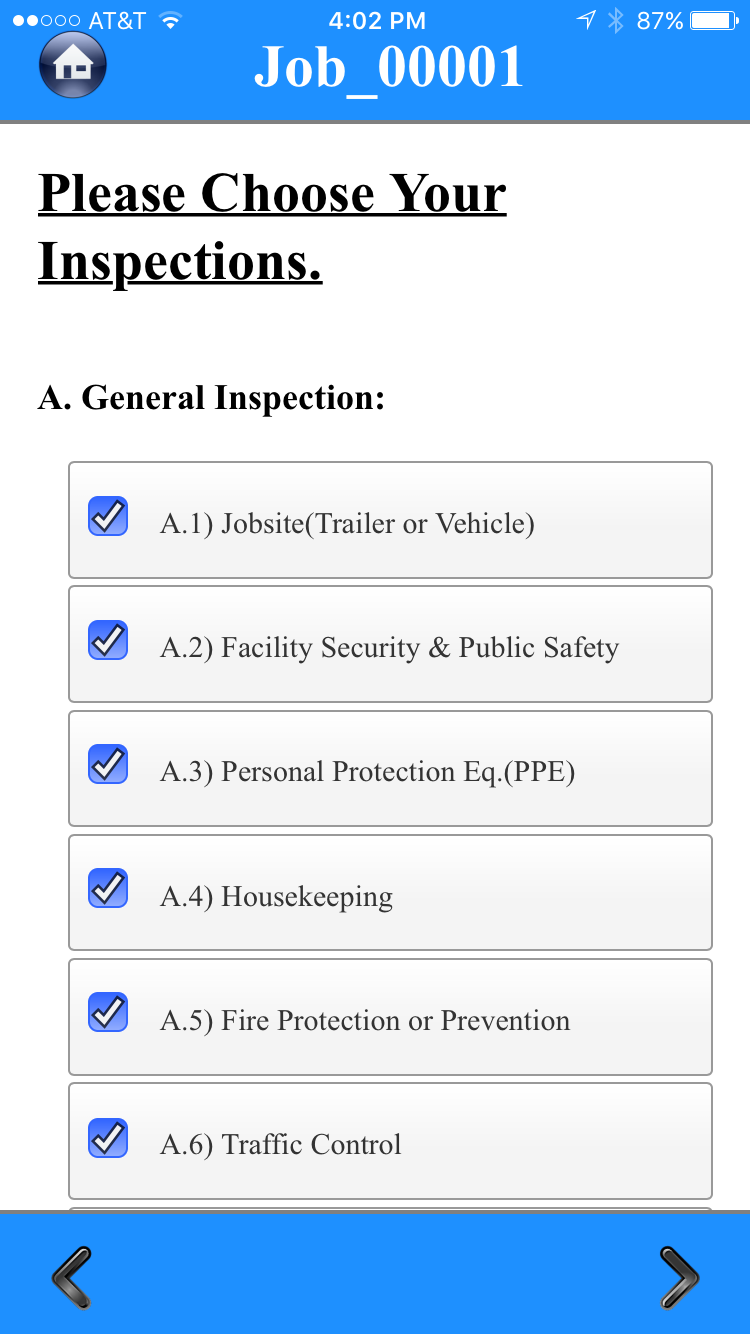 AT&T 4:02 PM 87%
Job_00001
Please Choose Your
Inspections.
A. General Inspection:
A.1) Jobsite(Trailer or Vehicle)
A.2) Facility Security & Public Safety
A.3) Personal Protection Eq.(PPE)
A.4) Housekeeping
A.5) Fire Protection or Prevention
A.6) Traffic Control